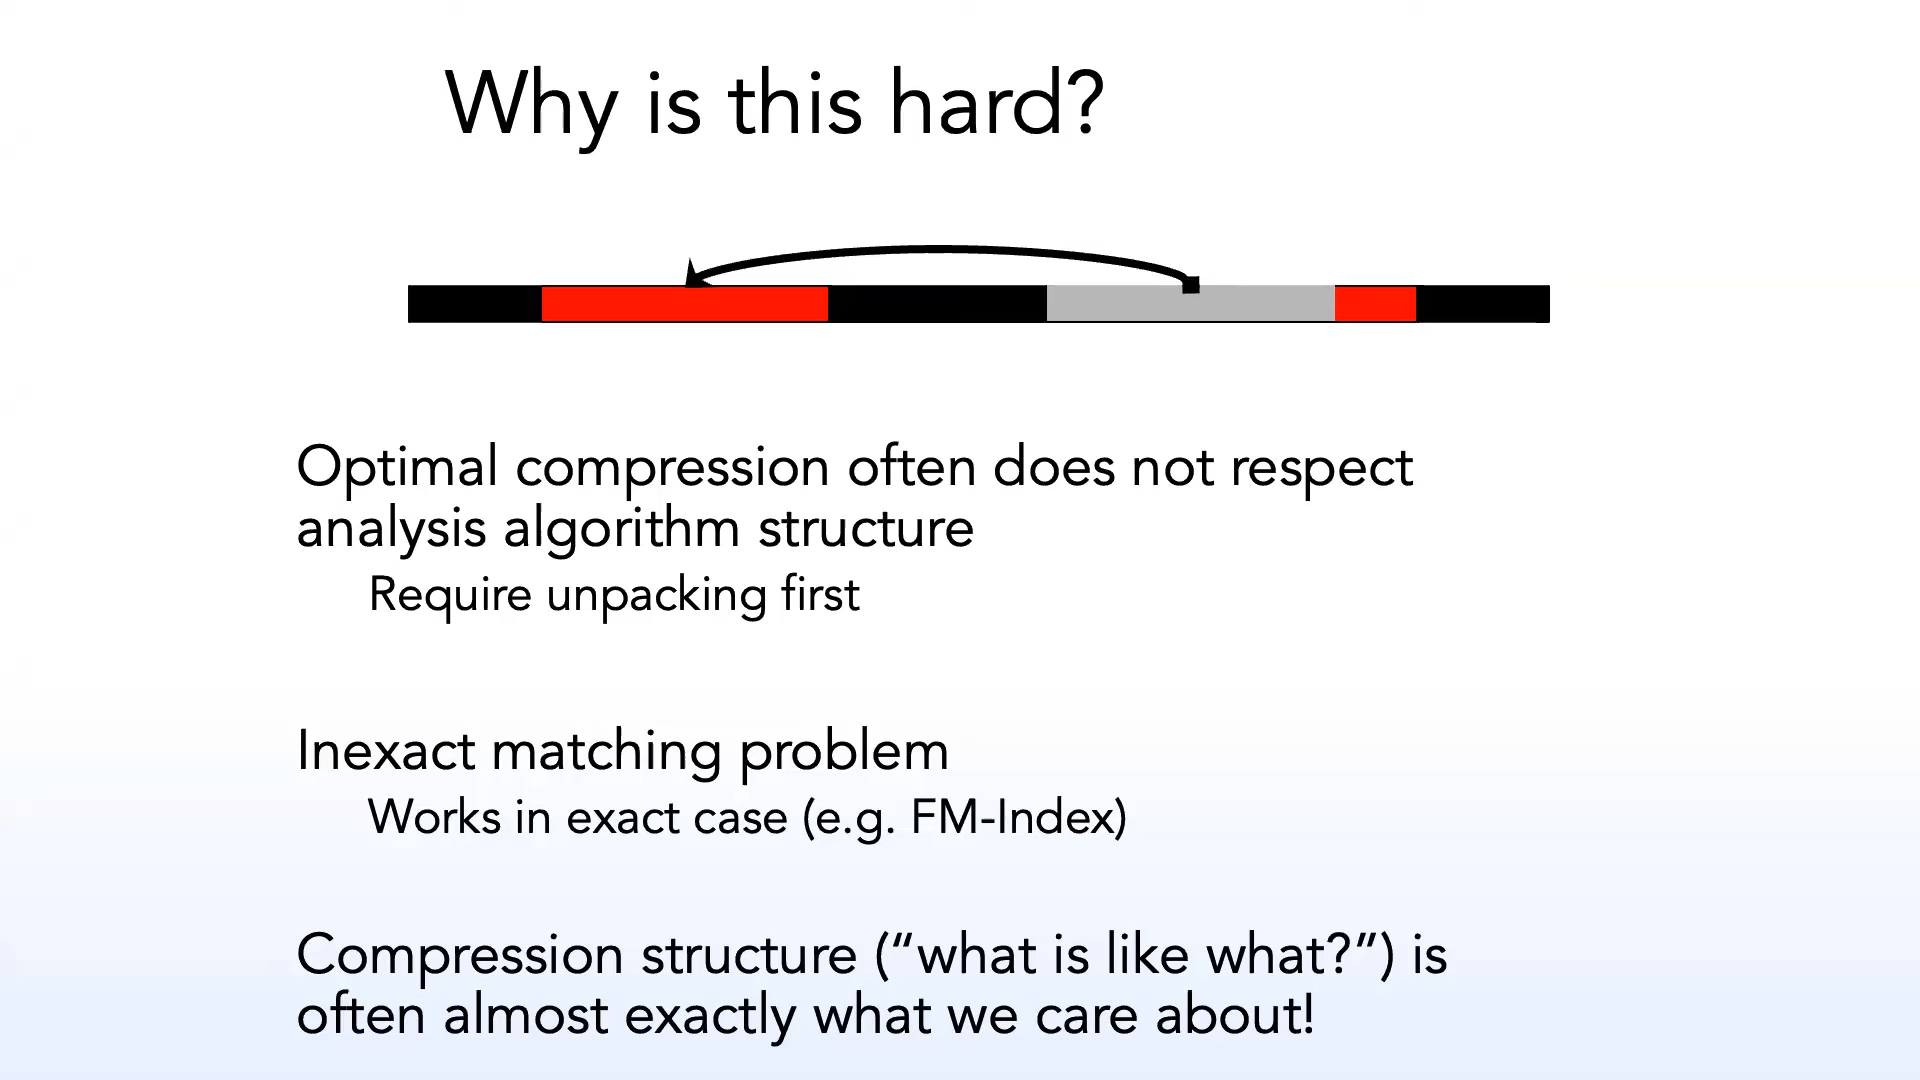 Why is this hard?
Optimal compression often does not respect
analysis algorithm structure
Require unpacking first
Inexact matching problem
Works in exact case (e.g. FM-Index)
Compression structure (“what is like what?”) is
often almost exactly what we care about!